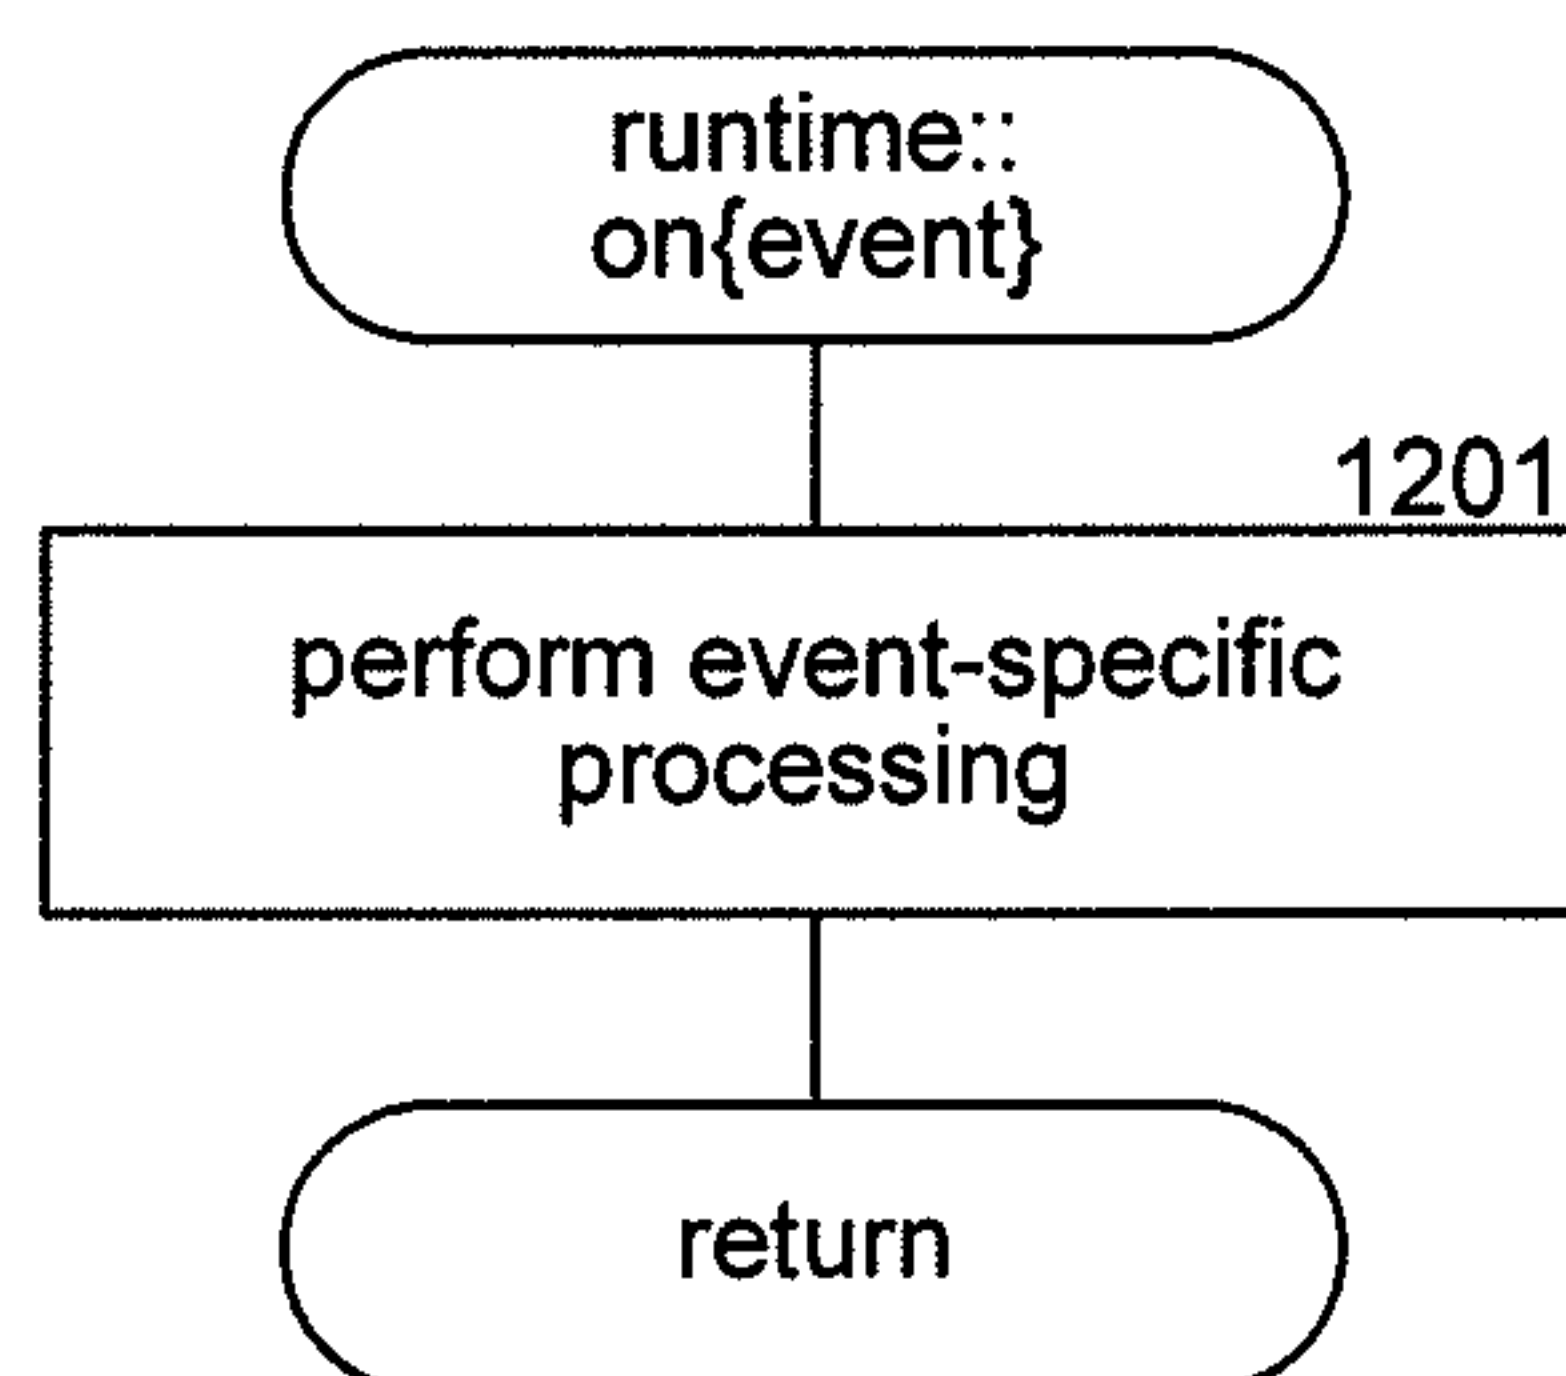 runtime::
on{event}
1201
perform event-specific
processing
return